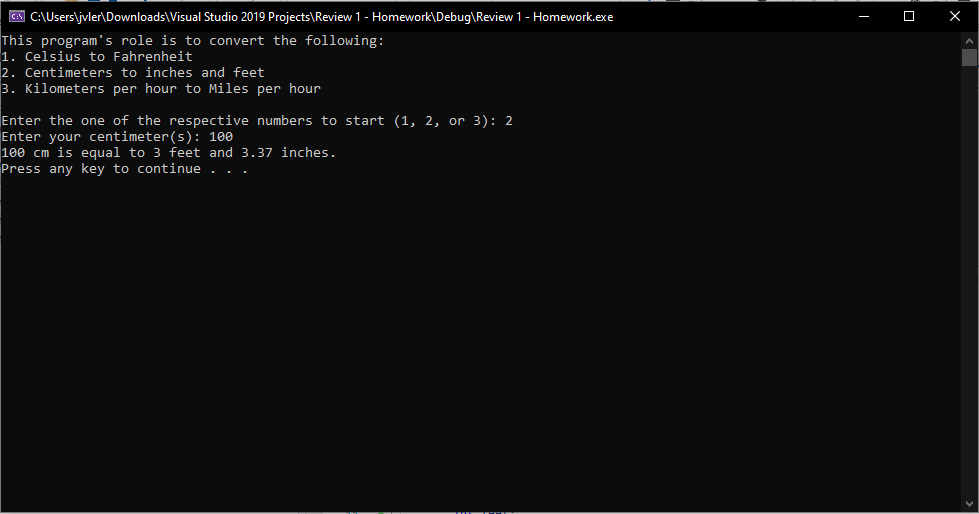 C:\Users\jvler\Downloads\Visual Studio 2019 Projects\Review 1 - Homework\Debug\Review 1 - Homework.exe
This program's role is to convert the following:
1. Celsius to Fahrenheit
2. Centimeters to inches and feet
3. Kilometers per hour to Miles per hour
Enter the one of the respective numbers to start (1, 2, or 3): 2
Enter your centimeter(s): 100
100 cm is equal to 3 feet and 3.37 inches.
Press any key to continue . . .